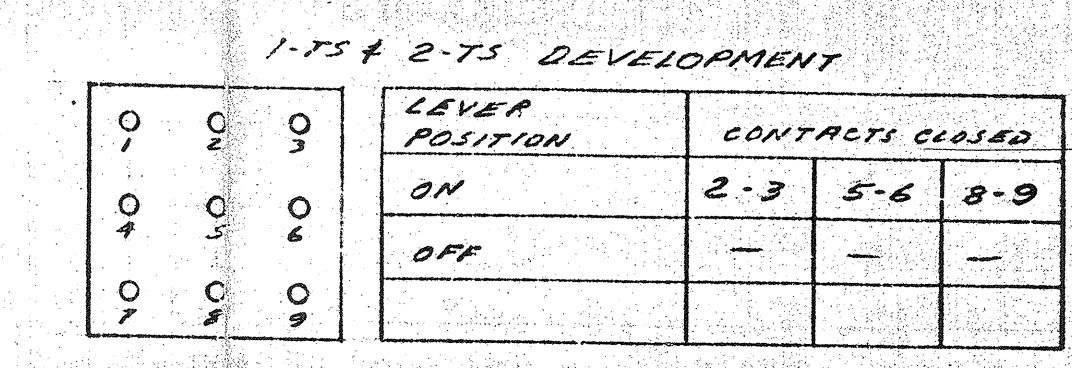 1-TS & 2-TS DEVELOPMENT
1 2 3
4 5 6
7 8 9
LEVER
POSITION
CONTACTS CLOSED
ON 2-3 5-6 8-9
OFF — — —